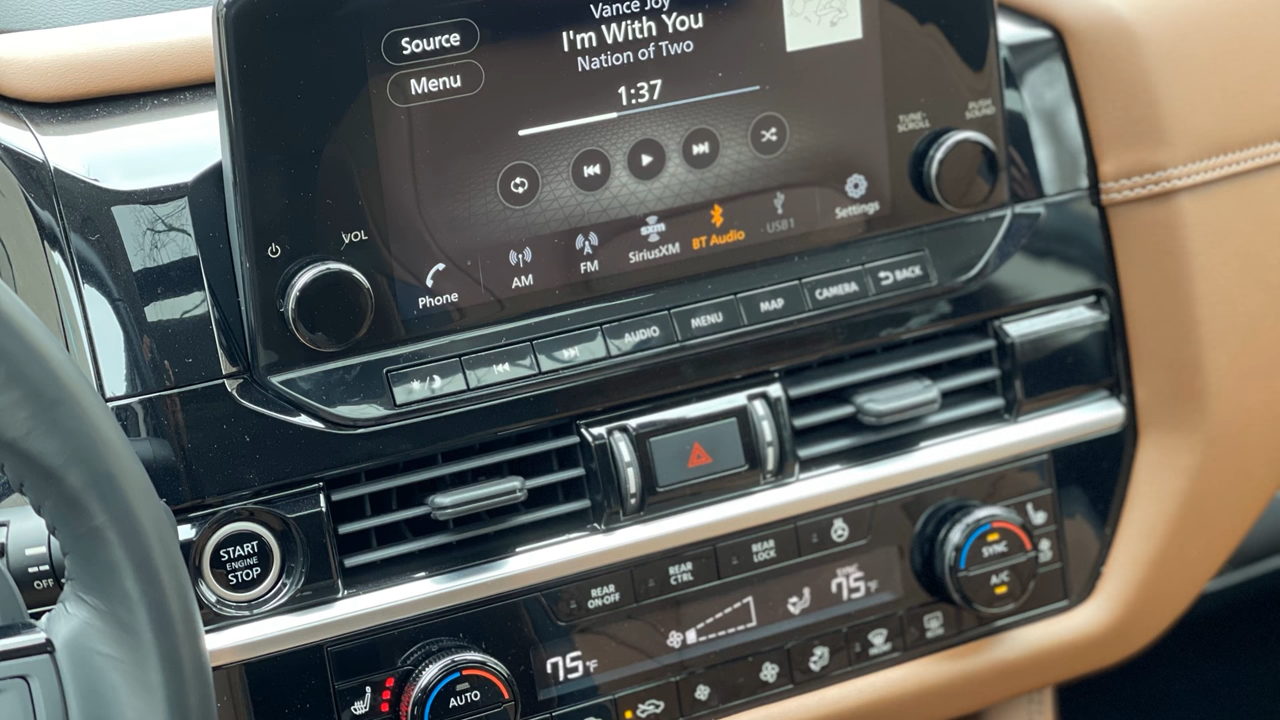 Vance Joy
I'm With You
Nation of Two
1:37
Source
Menu
VOL
TUNE·
SCROLL
PUSH
SOUND
Phone
AM
FM
sxm
SiriusXM
BT Audio
USB1
Settings
AUDIO
MENU
MAP
CAMERA
BACK
START
ENGINE
STOP
OFF
REAR
ON·OFF
REAR
CTRL
REAR
LOCK
75°F
SYNC
75°F
SYNC
A/C
AUTO